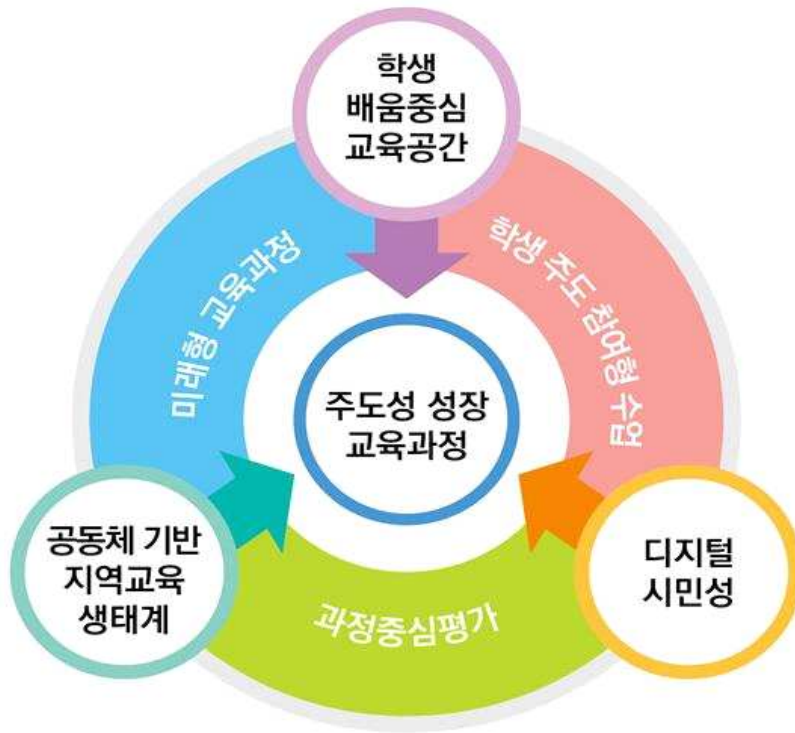 학생
배움중심
교육공간
미래형 교육과정
학생 주도 참여형 수업
주도성 성장
교육과정
공동체 기반
지역교육
생태계
디지털
시민성
과정중심평가